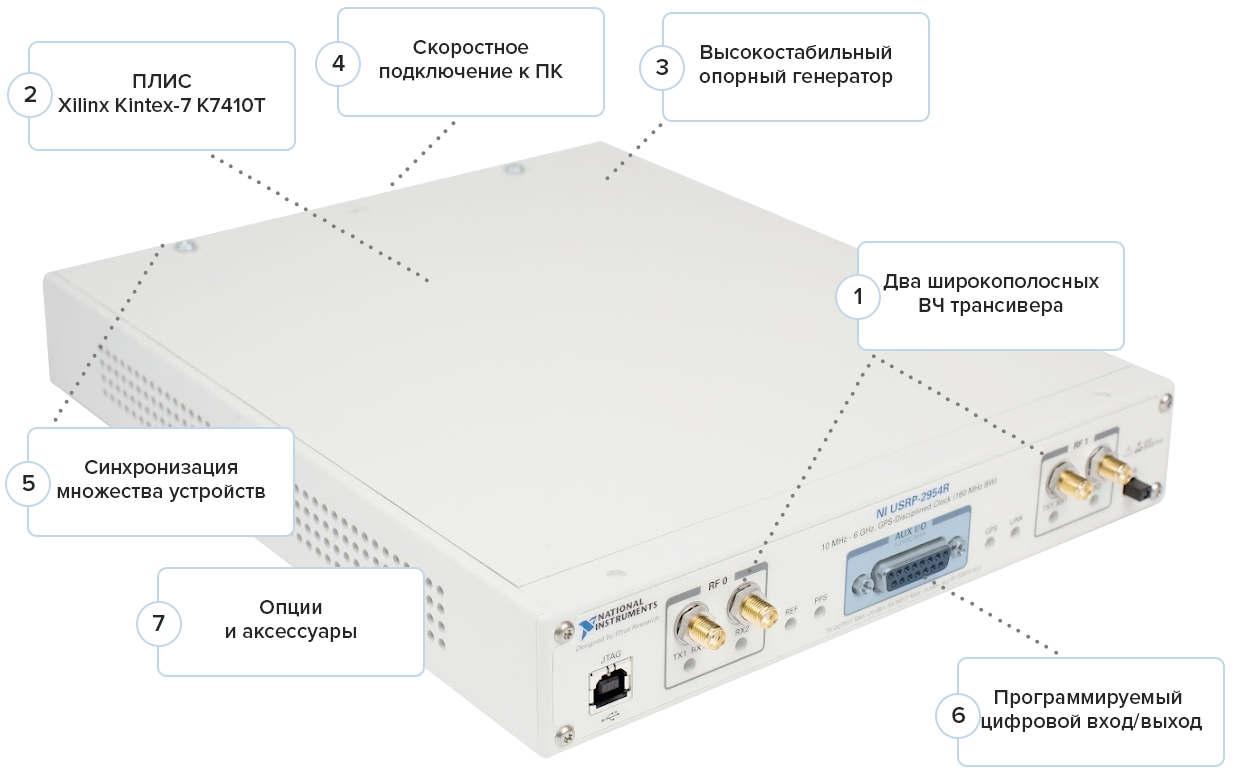 4
Скоростное
подключение к ПК
3
Высокостабильный
опорный генератор
2
ПЛИС
Xilinx Kintex-7 K7410T
1
Два широкополосных
ВЧ трансивера
5
Синхронизация
множества устройств
7
Опции
и аксессуары
6
Программируемый
цифровой вход/выход
NI USRP-2954R
10 MHz - 6 GHz, GPS-Disciplined Clock (160 MHz BW)
AUX I/O
RF 1
TX1
GPS
LINK
RF 0
TX1
RX2
REF
PPS
NATIONAL
INSTRUMENTS
Designed by Ettus Research
JTAG